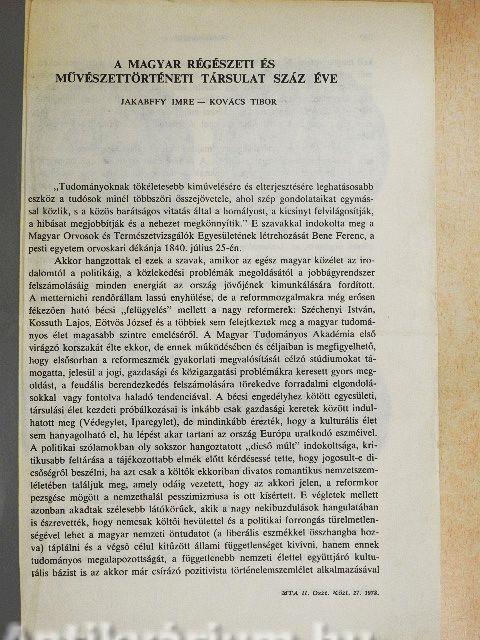 A MAGYAR RÉGÉSZETI ÉS
MŰVÉSZETTÖRTÉNETI TÁRSULAT SZÁZ ÉVE
JAKABFFY IMRE — KOVÁCS TIBOR
„Tudományoknak tökéletesebb kimüvelésére és elterjesztésére leghatásosabb
eszköz a tudósok minél többszöri összejövetele, ahol szép gondolataikat egymás-
sal közlik, s a közös barátságos vitatás által a homályost, a kicsinyt felvilágosítják,
a hibásat megjobbítják és a nehezet megkönnyítik." E szavakkal indokolta meg a
Magyar Orvosok és Természetvizsgálók Egyesületének létrehozását Bene Ferenc, a
pesti egyetem orvoskari dékánja 1840. július 25-én.
Akkor hangzottak el ezek a szavak, amikor az egész magyar közélet az iro-
dalomtól a politikáig, a közlekedési problémák megoldásától a jobbágyrendszer
felszámolásáig minden energiát az ország jövőjének kimunkálására fordított.
A metternichi rendőrállam lassú enyhülése, de a reformmozgalmakra még erősen
fékezően ható bécsi „felügyelés" mellett a nagy reformerek: Széchenyi István,
Kossuth Lajos, Eötvös József és a többiek sem felejtkeztek meg a magyar tudomá-
nyos élet magasabb szintre emeléséről. A Magyar Tudományos Akadémia első
virágzó korszakát élte ekkor, de ennek működésében és céljaiban is megfigyelhető,
hogy elsősorban a reformeszmék gyakorlati megvalósítását célzó stúdiumokat tá-
mogatta, jelesül a jogi, gazdasági és közigazgatási problémákra keresett gyors meg-
oldást, a feudális berendezkedés felszámolására törekedve forradalmi elgondolá-
sokkal vagy fontolva haladó tendenciával. A bécsi engedélyhez kötött egyesületi,
társulási élet kezdeti próbálkozásai is inkább csak gazdasági keretek között indul-
hatott meg (Védegylet, Iparegylet), de mindinkább érezték, hogy a kulturális élet
sem hanyagolható el, ha lépést akar tartani az ország Európa uralkodó eszméivel.
A politikai szólamokban oly sokszor hangoztatott „dicső múlt" indokoltsága, kri-
tikusabb feltárása a tájékozottabb elmék előtt kérdésessé tette, hogy jogosult-e di-
csőségről beszélni, ha azt csak a költők ekkoriban divatos romantikus nemzetszem-
léletében találjuk meg, amely odáig vezetett, hogy az akkori jelen, a reformkor
pezsgése mögött a nemzethalál pesszimizmusa is ott kísértett. E végletek mellett
azonban akadtak szélesebb látókörűek, akik a nagy nekibuzdulások hangulatában
is észrevették, hogy nemcsak költői hevülettel és a politikai forrongás türelmetlen-
ségével lehet a magyar nemzeti öntudatot (a liberális eszmékkel összhangba hoz-
va) táplálni és a végső célul kitűzött állami függetlenséget kivívni, hanem ennek
tudományos megalapozottságát, a függetlenebb nemzeti élettel együttjáró kultu-
rális bázist is az akkor már csírázó pozitivista történelemszemlélet alkalmazásával
MTA II. Oszt. Közl. 27. 1978.
antikvarium.hu